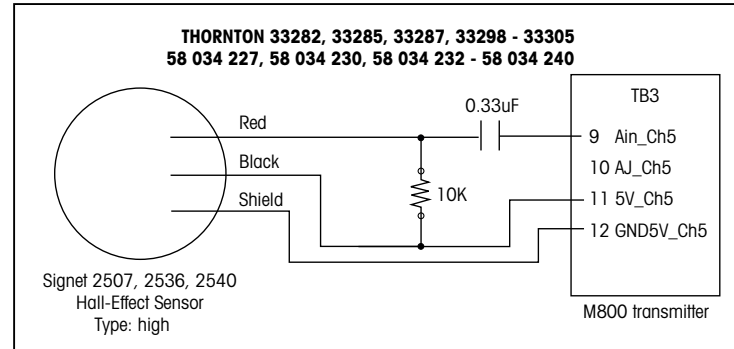 THORNTON 33282, 33285, 33287, 33298 - 33305
58 034 227, 58 034 230, 58 034 232 - 58 034 240
TB3
0.33uF
Red
9 Ain_Ch5
Black
10 AJ_Ch5
10K
11 5V_Ch5
Shield
12 GND5V_Ch5
Signet 2507, 2536, 2540
Hall-Effect Sensor
Type: high
M800 transmitter